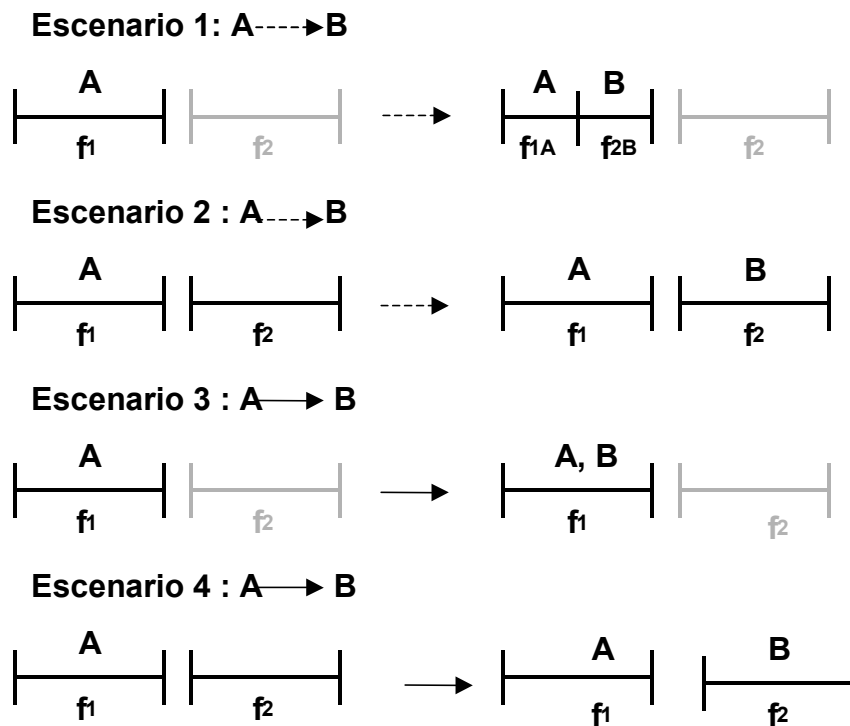 Escenario 1: A B
A A B
f1 f2 f1A f2B f2
Escenario 2 : A B
A A B
f1 f2 f1 f2
Escenario 3 : A B
A A, B
f1 f2 f1 f2
Escenario 4 : A B
A A B
f1 f2 f1 f2